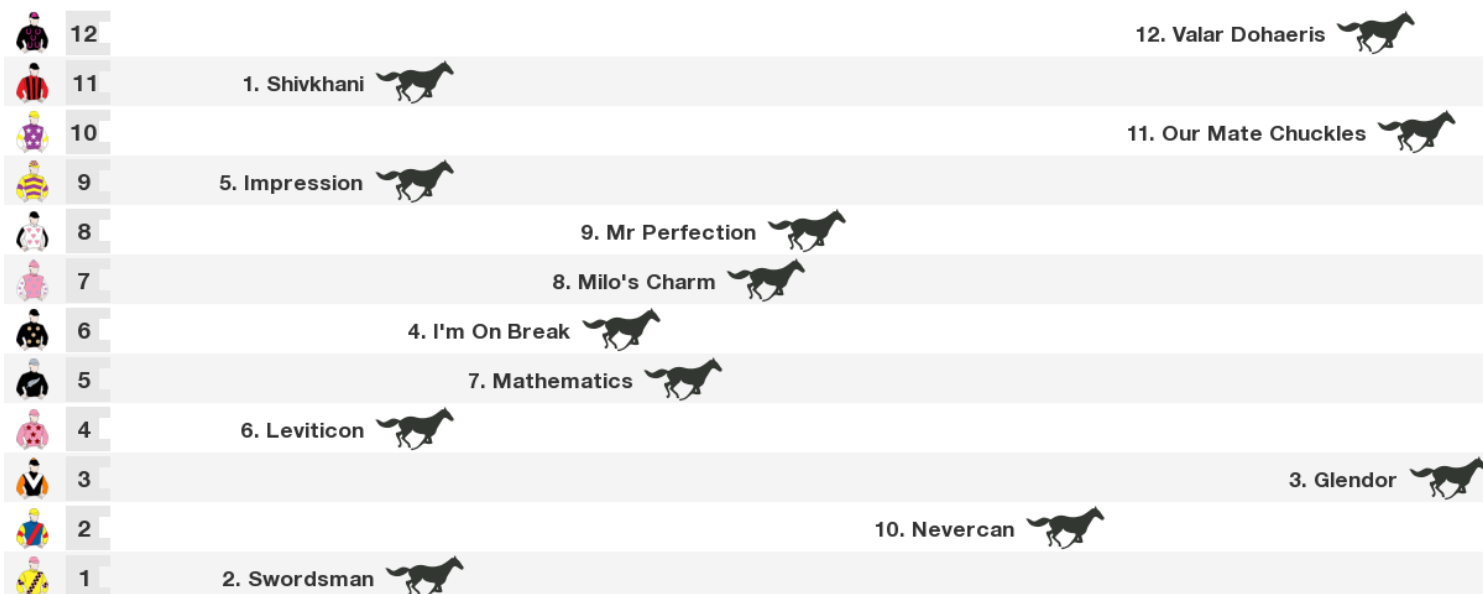 12 12. Valar Dohaeris
11 1. Shivkhani
10 11. Our Mate Chuckles
9 5. Impression
8 9. Mr Perfection
7 8. Milo's Charm
6 4. I'm On Break
5 7. Mathematics
4 6. Leviticon
3 3. Glendor
2 10. Nevercan
1 2. Swordsman